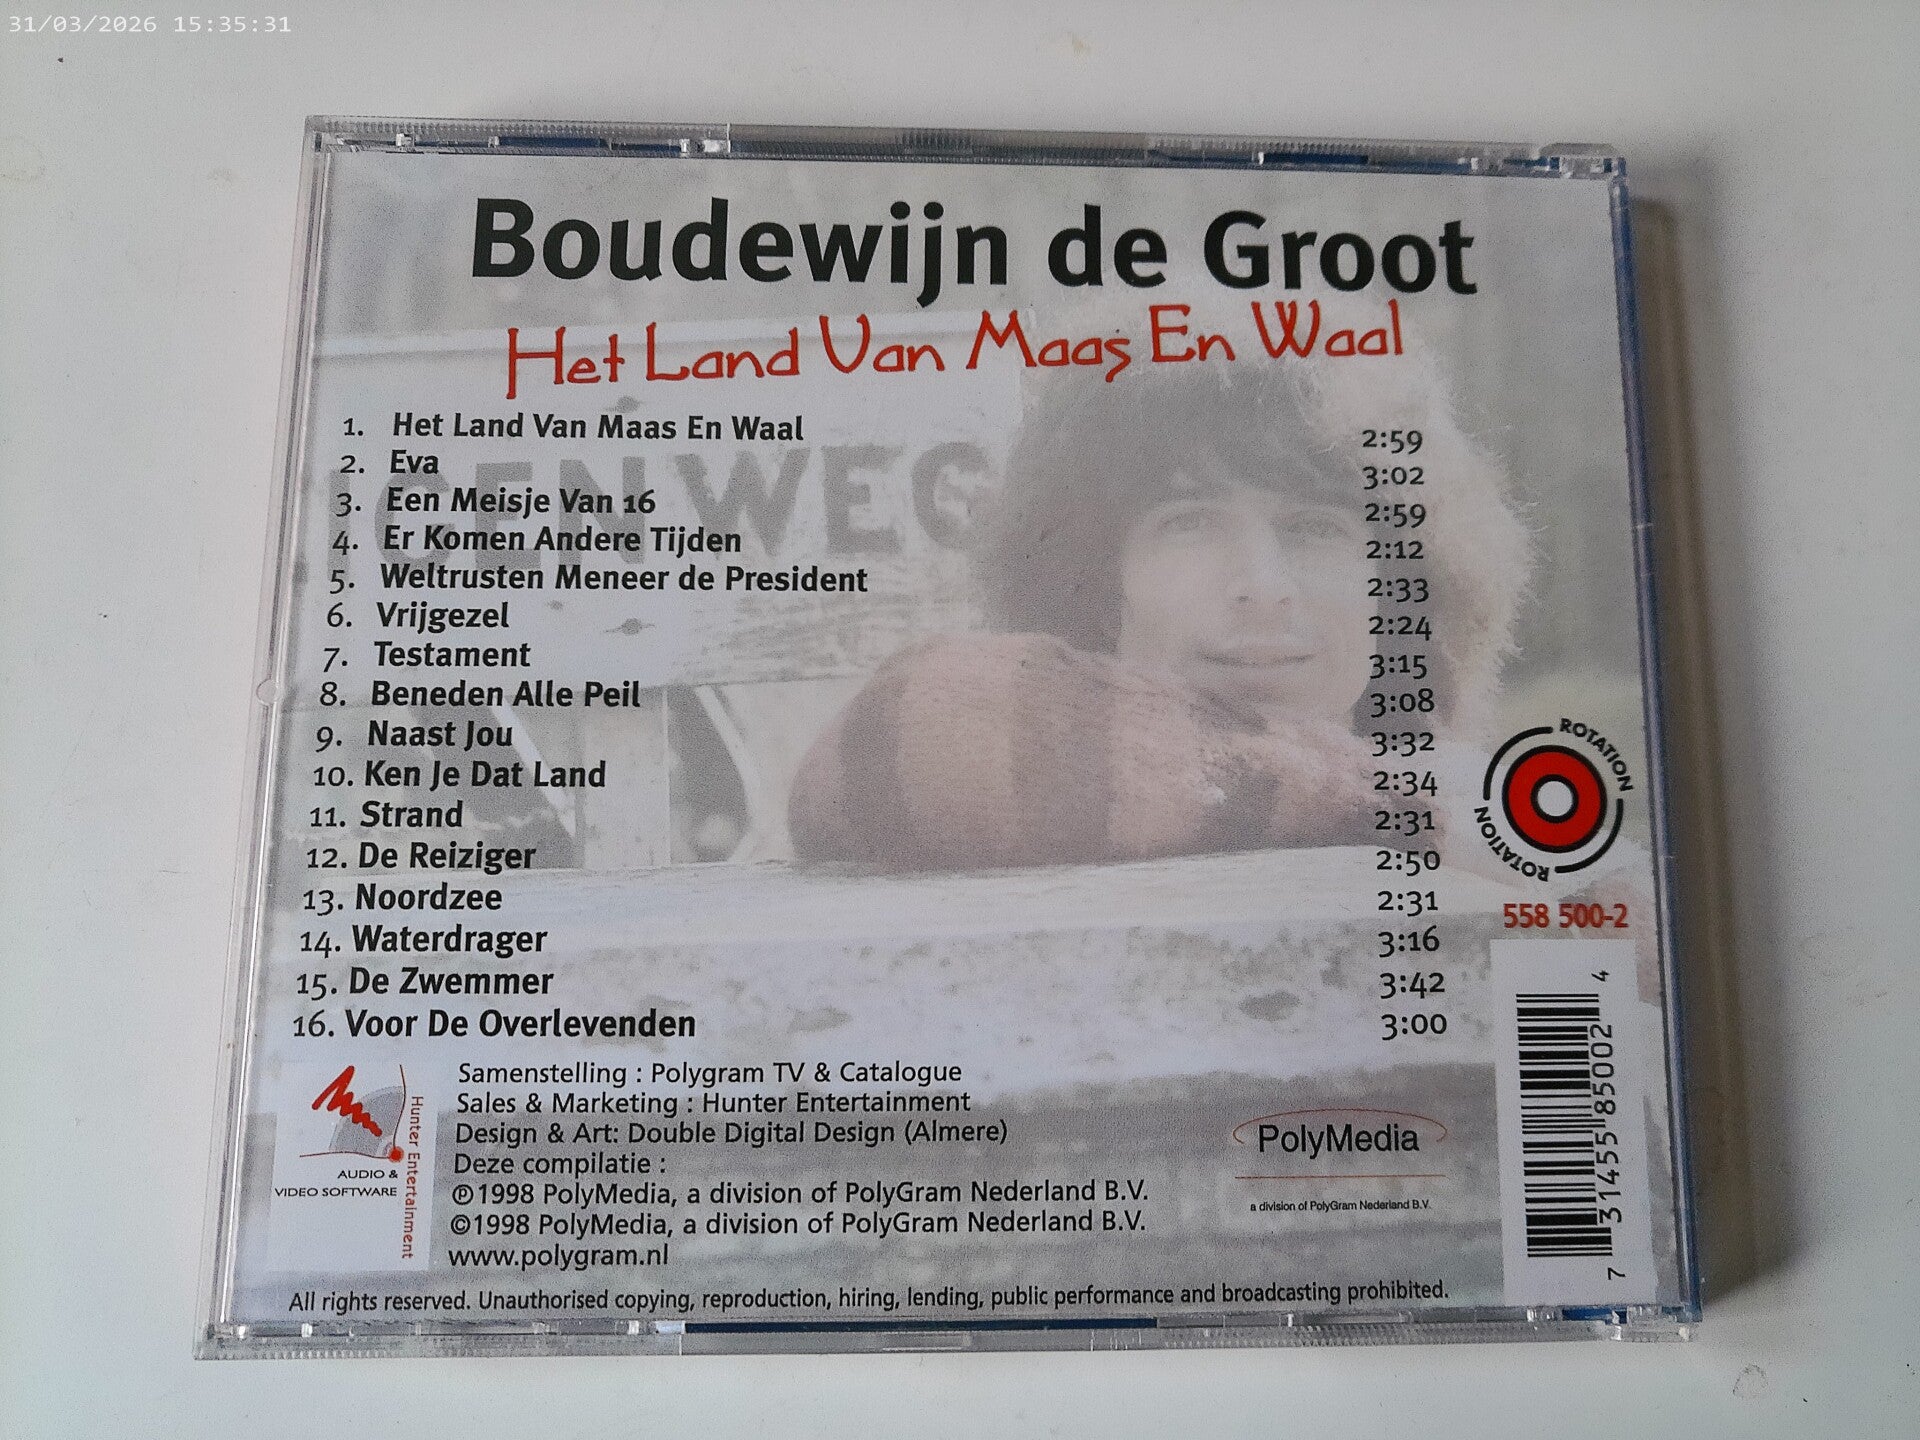 31/03/2026 15:35:31
Boudewijn de Groot
Het Land Van Maas En Waal
1. Het Land Van Maas En Waal 2:59
2. Eva 3:02
3. Een Meisje Van 16 2:59
4. Er Komen Andere Tijden 2:12
5. Weltrusten Meneer de President 2:33
6. Vrijgezel 2:24
7. Testament 3:15
8. Beneden Alle Peil 3:08
9. Naast Jou 3:32
10. Ken Je Dat Land 2:34
11. Strand 2:31
12. De Reiziger 2:50
13. Noordzee 2:31
14. Waterdrager 3:16
15. De Zwemmer 3:42
16. Voor De Overlevenden 3:00
ROTATION
ROTATION
558 500-2
7 31455 85002 4
Hunter Entertainment
AUDIO &
VIDEO SOFTWARE
Samenstelling : Polygram TV & Catalogue
Sales & Marketing : Hunter Entertainment
Design & Art: Double Digital Design (Almere)
Deze compilatie :
℗1998 PolyMedia, a division of PolyGram Nederland B.V.
©1998 PolyMedia, a division of PolyGram Nederland B.V.
www.polygram.nl
PolyMedia
a division of PolyGram Nederland B.V.
All rights reserved. Unauthorised copying, reproduction, hiring, lending, public performance and broadcasting prohibited.